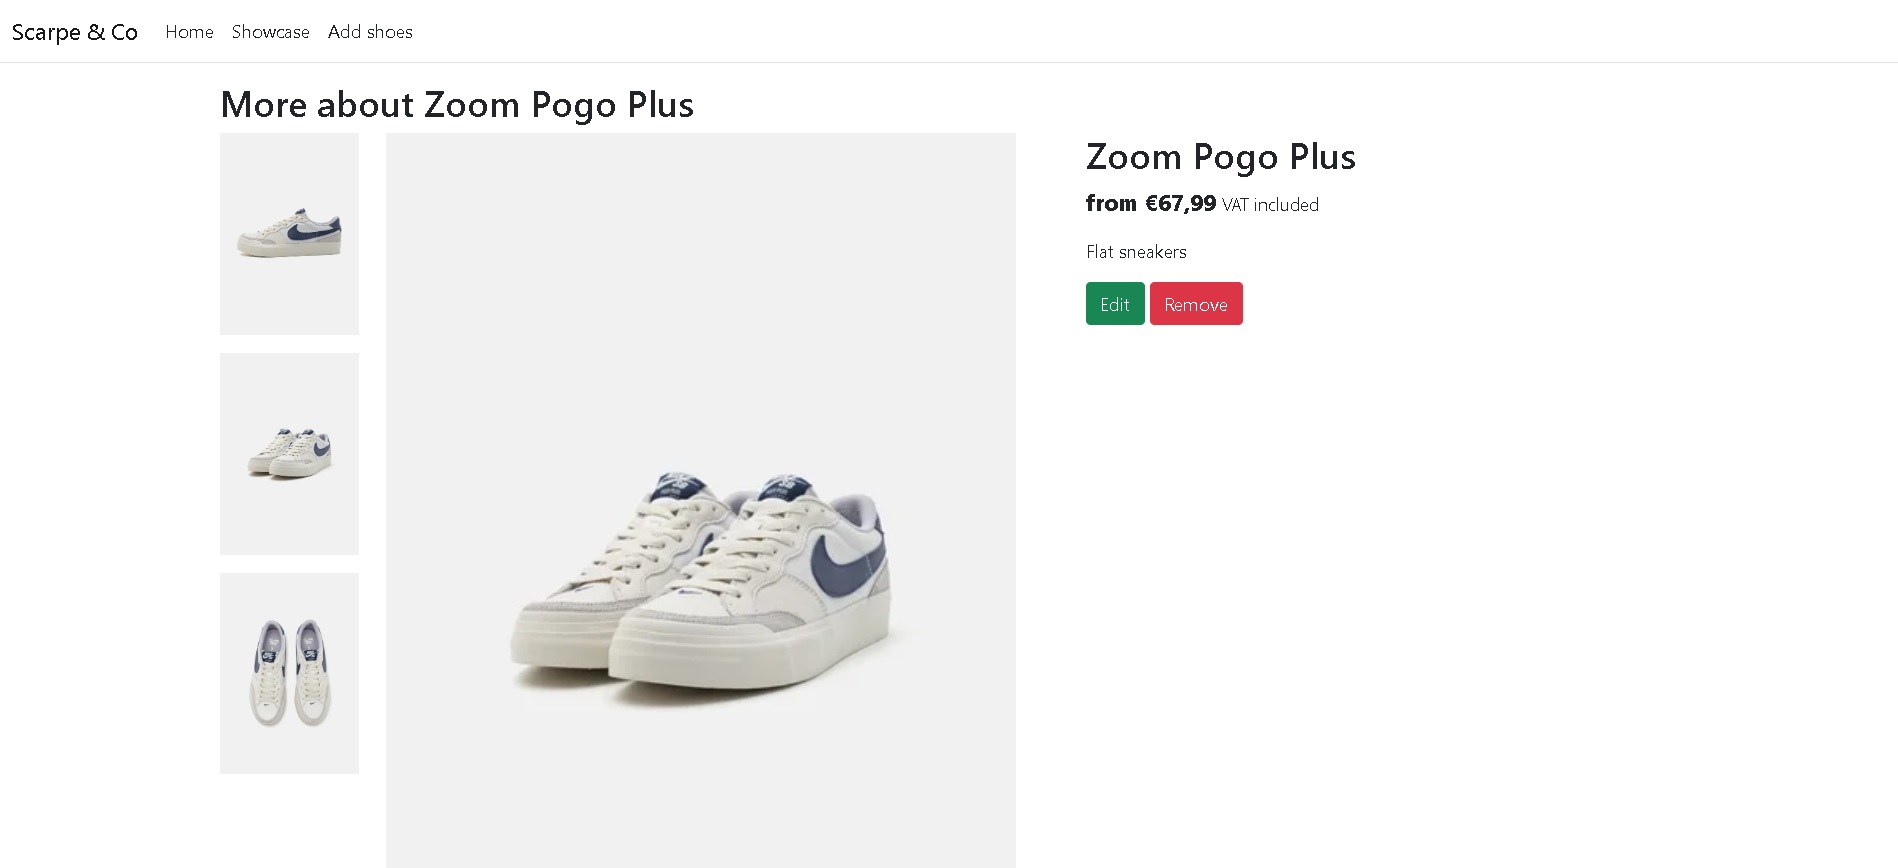 Scarpe & Co Home Showcase Add shoes
More about Zoom Pogo Plus
Zoom Pogo Plus
from €67,99 VAT included
Flat sneakers
Edit Remove